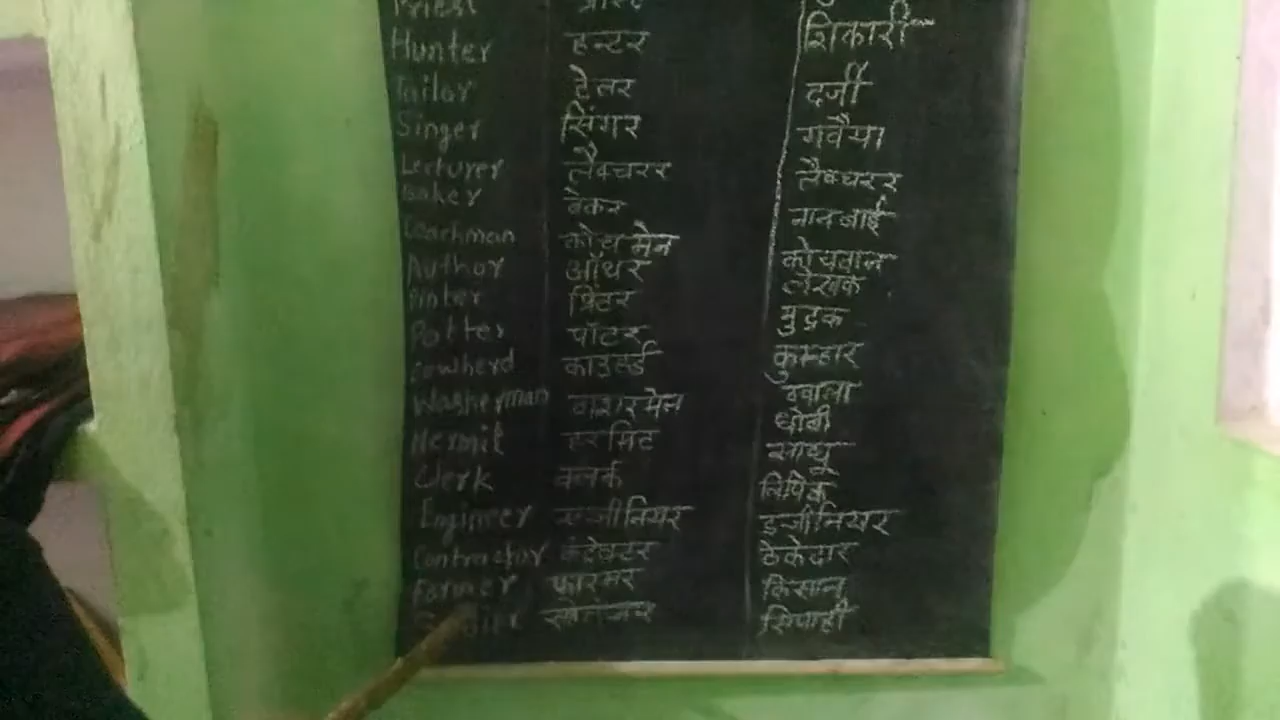 Priest प्रीस्ट
Hunter हन्टर शिकारी
Tailor टेलर दर्जी
Singer सिंगर गवैया
Lecturer लैक्चरर लैक्चरर
Baker बेकर नानबाई
Coachman कोचमेन कोचवान
Author ऑथर लेखक
Printer प्रिंटर मुद्रक
Potter पॉटर कुम्हार
Cowherd काउहर्ड ग्वाला
Washerman वाशरमेन धोबी
Hermit हरमिट साधू
Clerk क्लर्क लिपिक
Engineer इन्जीनियर इंजीनियर
Contractor कंट्रेक्टर ठेकेदार
Farmer फारमर किसान
सोलजर सिपाही